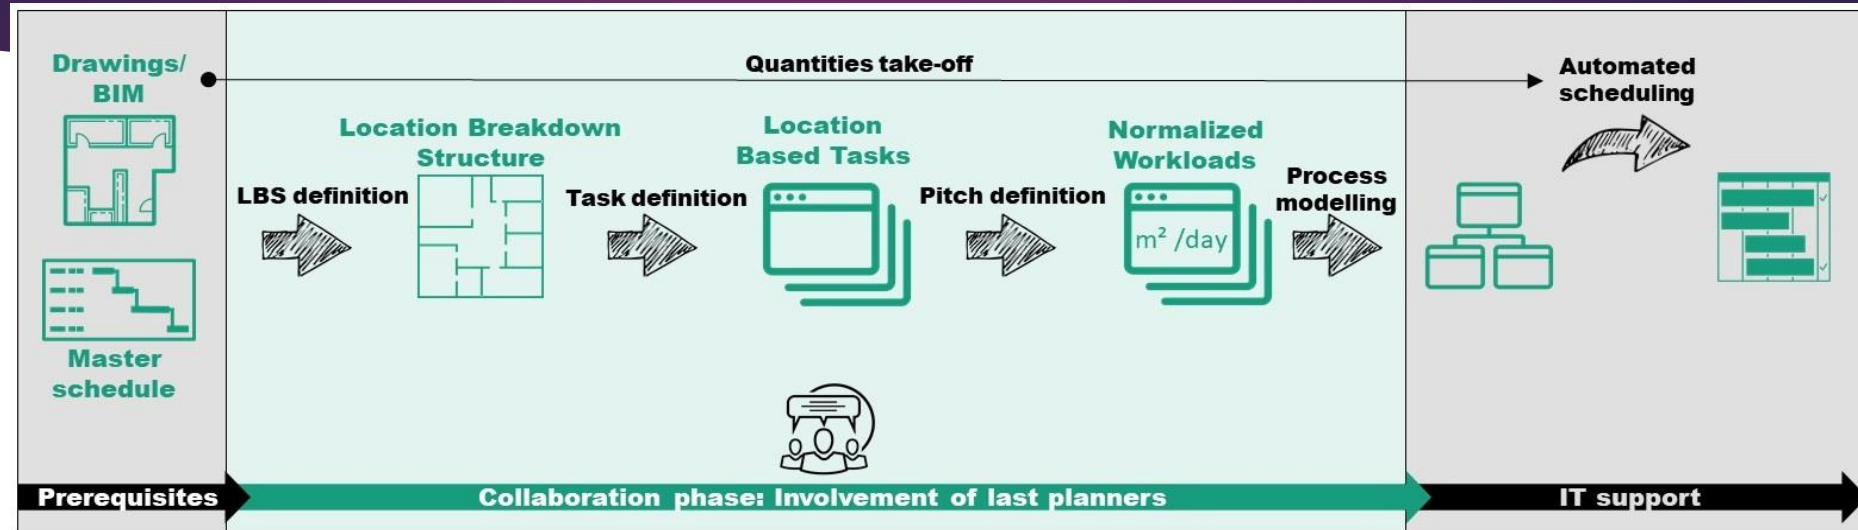 Quantities take-off
Drawings/
BIM
Master
schedule
LBS definition
Location Breakdown
Structure
Task definition
Location
Based Tasks
Pitch definition
Normalized
Workloads
m² /day
Process
modelling
Automated
scheduling
Prerequisites
Collaboration phase: Involvement of last planners
IT support